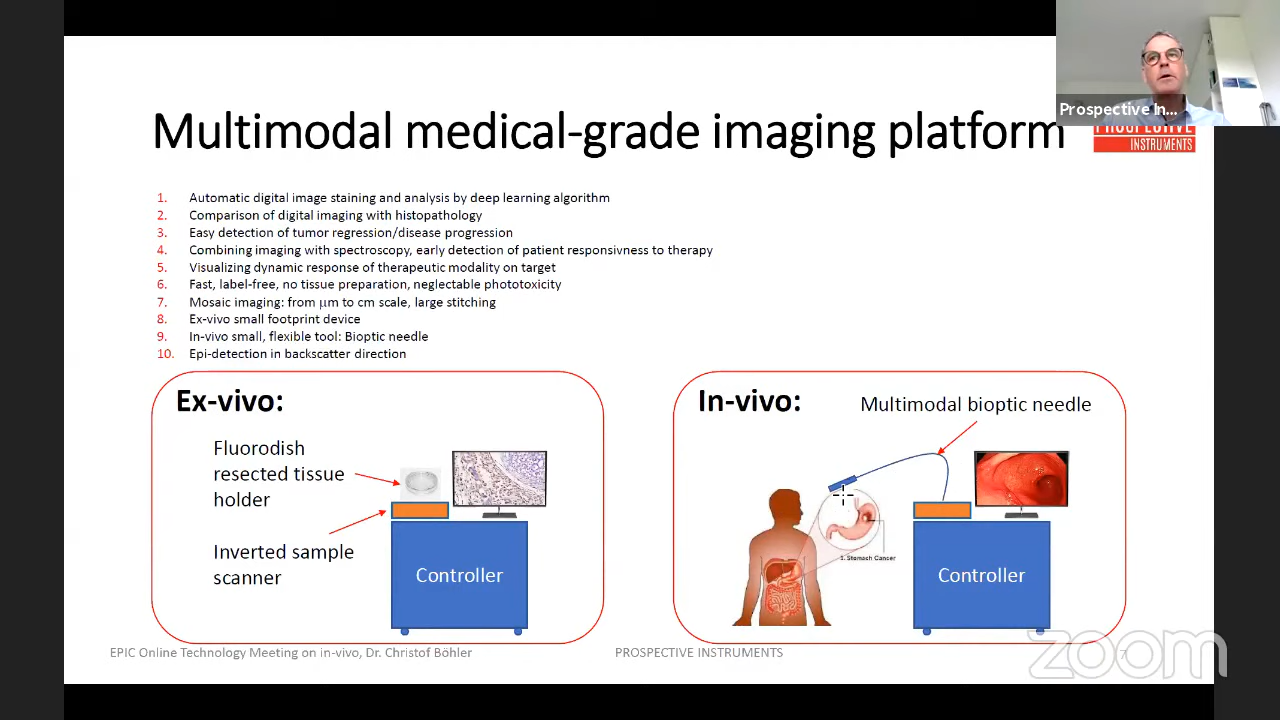 Prospective In...
Multimodal medical-grade imaging platform
PROSPECTIVE
INSTRUMENTS
1. Automatic digital image staining and analysis by deep learning algorithm
2. Comparison of digital imaging with histopathology
3. Easy detection of tumor regression/disease progression
4. Combining imaging with spectroscopy, early detection of patient responsivness to therapy
5. Visualizing dynamic response of therapeutic modality on target
6. Fast, label-free, no tissue preparation, neglectable phototoxicity
7. Mosaic imaging: from µm to cm scale, large stitching
8. Ex-vivo small footprint device
9. In-vivo small, flexible tool: Bioptic needle
10. Epi-detection in backscatter direction
Ex-vivo:
Fluorodish
resected tissue
holder
Inverted sample
scanner
Controller
In-vivo:
Multimodal bioptic needle
1. Stomach Cancer
Controller
EPIC Online Technology Meeting on in-vivo, Dr. Christof Böhler
PROSPECTIVE INSTRUMENTS
7
zoom